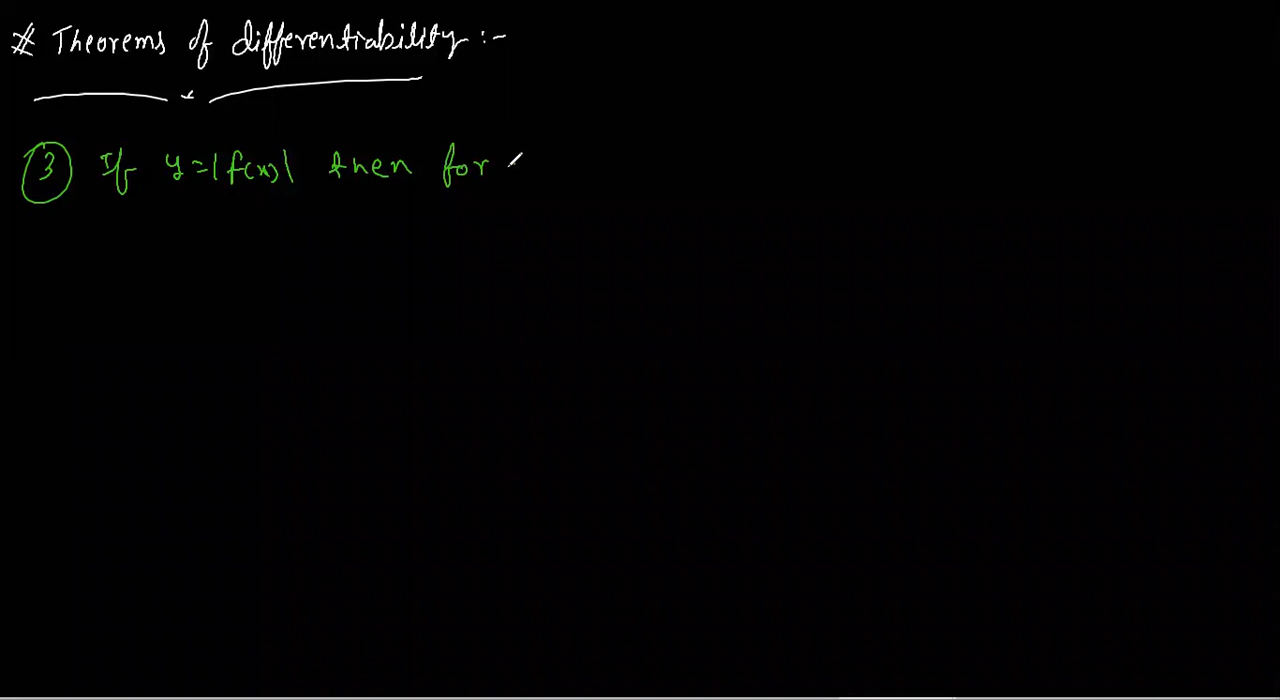 # Theorems of differentiability :-
③ If y=|f(x)| then for